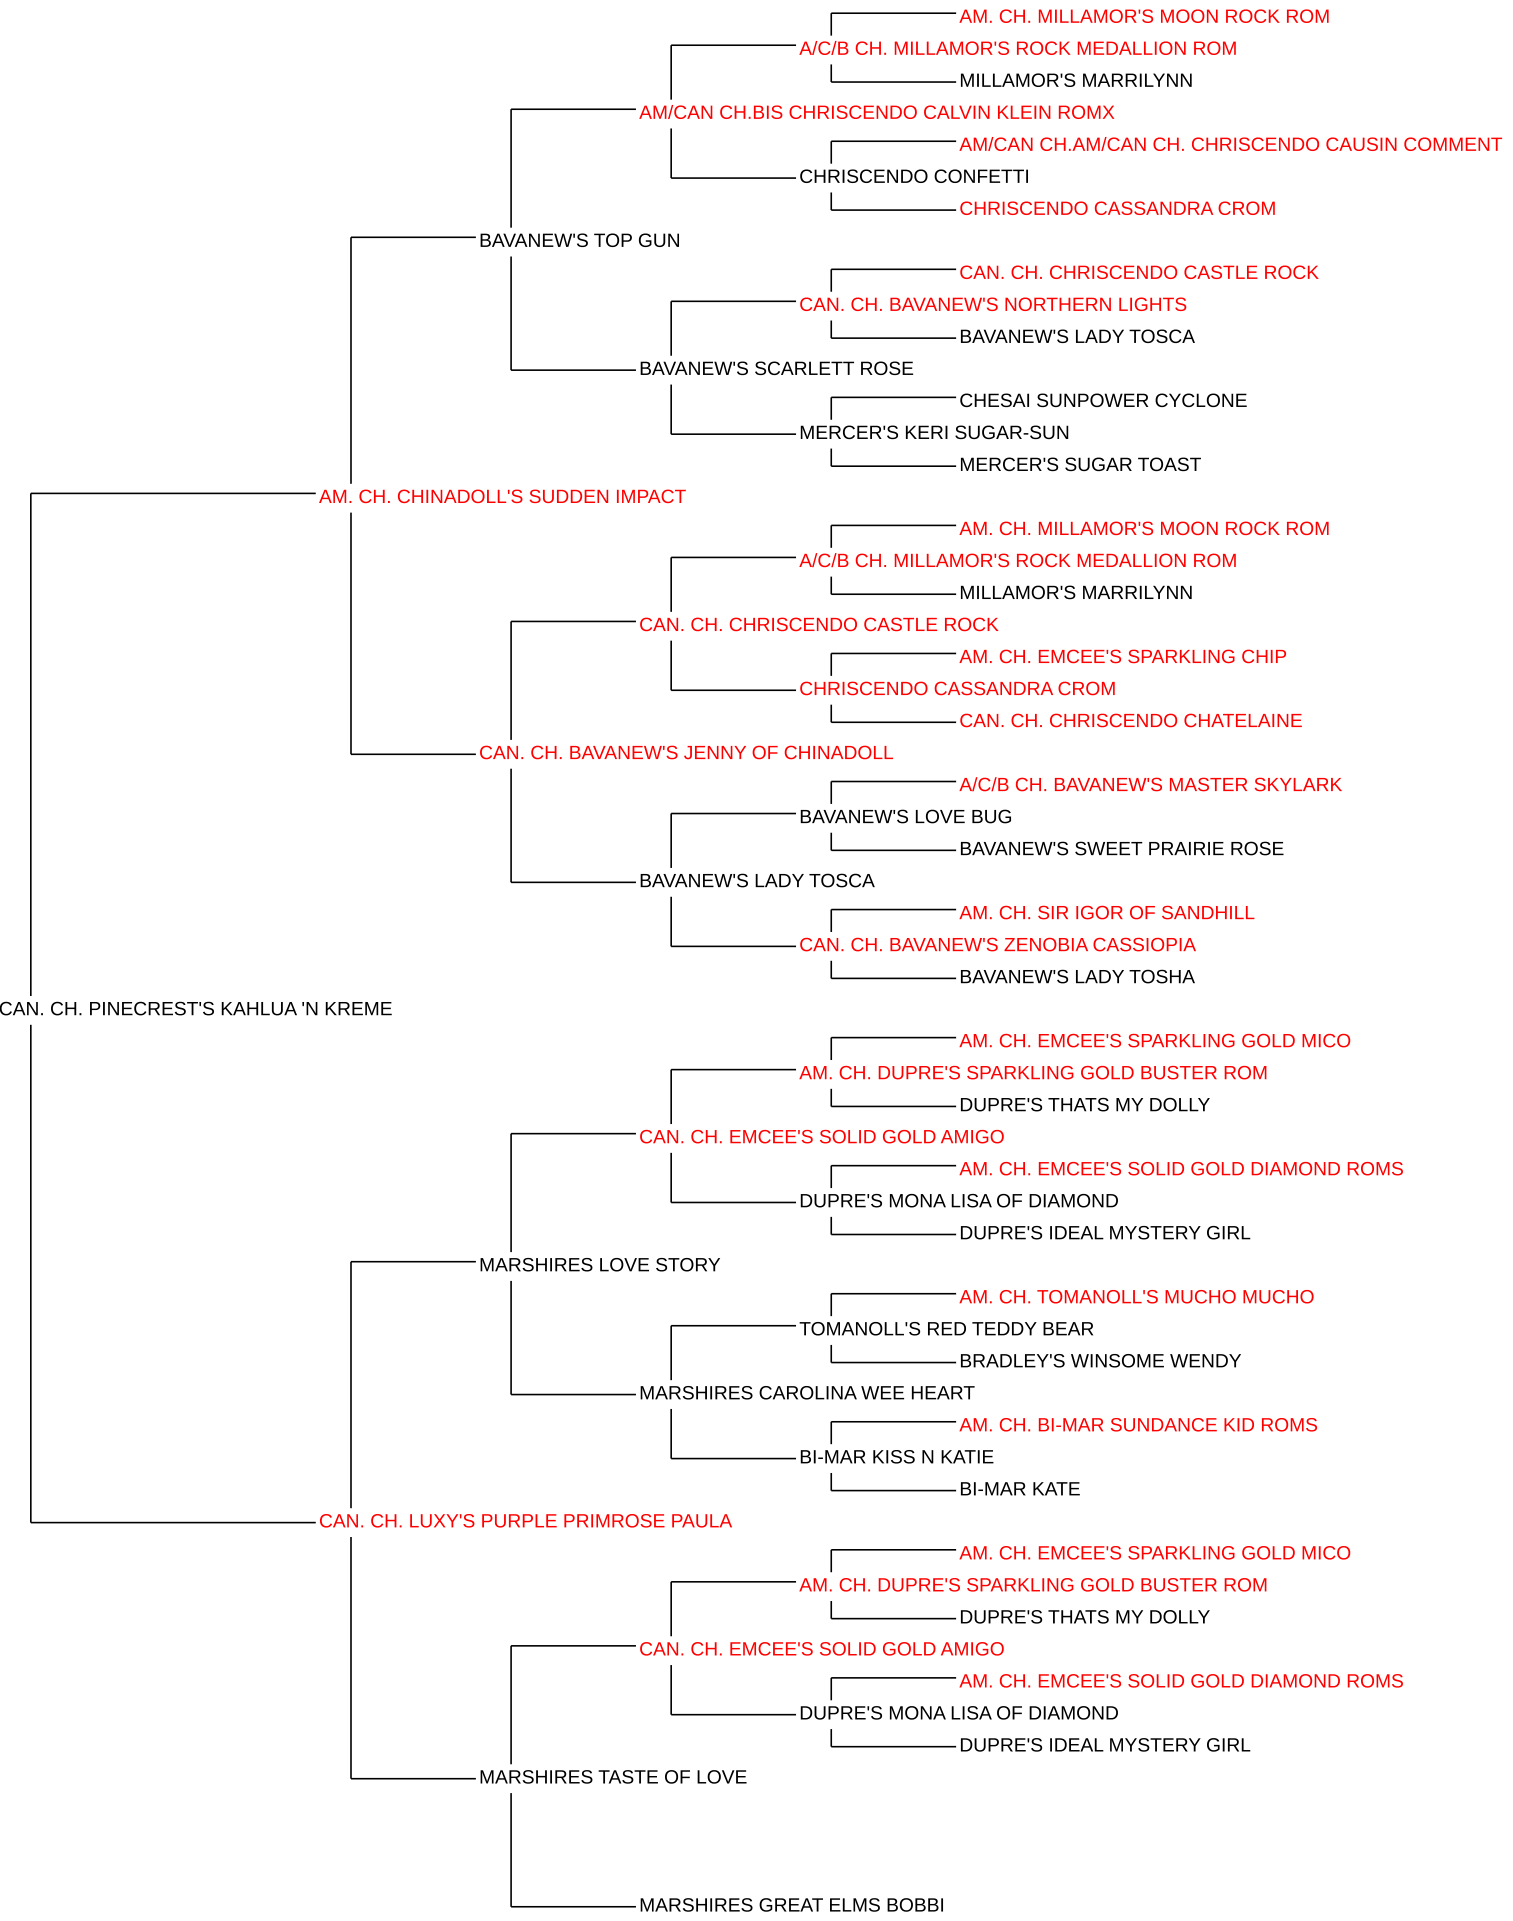 AM. CH. MILLAMOR'S MOON ROCK ROM
A/C/B CH. MILLAMOR'S ROCK MEDALLION ROM
MILLAMOR'S MARRILYNN
AM/CAN CH.BIS CHRISCENDO CALVIN KLEIN ROMX
AM/CAN CH.AM/CAN CH. CHRISCENDO CAUSIN COMMENT
CHRISCENDO CONFETTI
CHRISCENDO CASSANDRA CROM
BAVANEW'S TOP GUN
CAN. CH. CHRISCENDO CASTLE ROCK
CAN. CH. BAVANEW'S NORTHERN LIGHTS
BAVANEW'S LADY TOSCA
BAVANEW'S SCARLETT ROSE
CHESAI SUNPOWER CYCLONE
MERCER'S KERI SUGAR-SUN
MERCER'S SUGAR TOAST
AM. CH. CHINADOLL'S SUDDEN IMPACT
AM. CH. MILLAMOR'S MOON ROCK ROM
A/C/B CH. MILLAMOR'S ROCK MEDALLION ROM
MILLAMOR'S MARRILYNN
CAN. CH. CHRISCENDO CASTLE ROCK
AM. CH. EMCEE'S SPARKLING CHIP
CHRISCENDO CASSANDRA CROM
CAN. CH. CHRISCENDO CHATELAINE
CAN. CH. BAVANEW'S JENNY OF CHINADOLL
A/C/B CH. BAVANEW'S MASTER SKYLARK
BAVANEW'S LOVE BUG
BAVANEW'S SWEET PRAIRIE ROSE
BAVANEW'S LADY TOSCA
AM. CH. SIR IGOR OF SANDHILL
CAN. CH. BAVANEW'S ZENOBIA CASSIOPIA
BAVANEW'S LADY TOSHA
CAN. CH. PINECREST'S KAHLUA 'N KREME
AM. CH. EMCEE'S SPARKLING GOLD MICO
AM. CH. DUPRE'S SPARKLING GOLD BUSTER ROM
DUPRE'S THATS MY DOLLY
CAN. CH. EMCEE'S SOLID GOLD AMIGO
AM. CH. EMCEE'S SOLID GOLD DIAMOND ROMS
DUPRE'S MONA LISA OF DIAMOND
DUPRE'S IDEAL MYSTERY GIRL
MARSHIRES LOVE STORY
AM. CH. TOMANOLL'S MUCHO MUCHO
TOMANOLL'S RED TEDDY BEAR
BRADLEY'S WINSOME WENDY
MARSHIRES CAROLINA WEE HEART
AM. CH. BI-MAR SUNDANCE KID ROMS
BI-MAR KISS N KATIE
BI-MAR KATE
CAN. CH. LUXY'S PURPLE PRIMROSE PAULA
AM. CH. EMCEE'S SPARKLING GOLD MICO
AM. CH. DUPRE'S SPARKLING GOLD BUSTER ROM
DUPRE'S THATS MY DOLLY
CAN. CH. EMCEE'S SOLID GOLD AMIGO
AM. CH. EMCEE'S SOLID GOLD DIAMOND ROMS
DUPRE'S MONA LISA OF DIAMOND
DUPRE'S IDEAL MYSTERY GIRL
MARSHIRES TASTE OF LOVE
MARSHIRES GREAT ELMS BOBBI